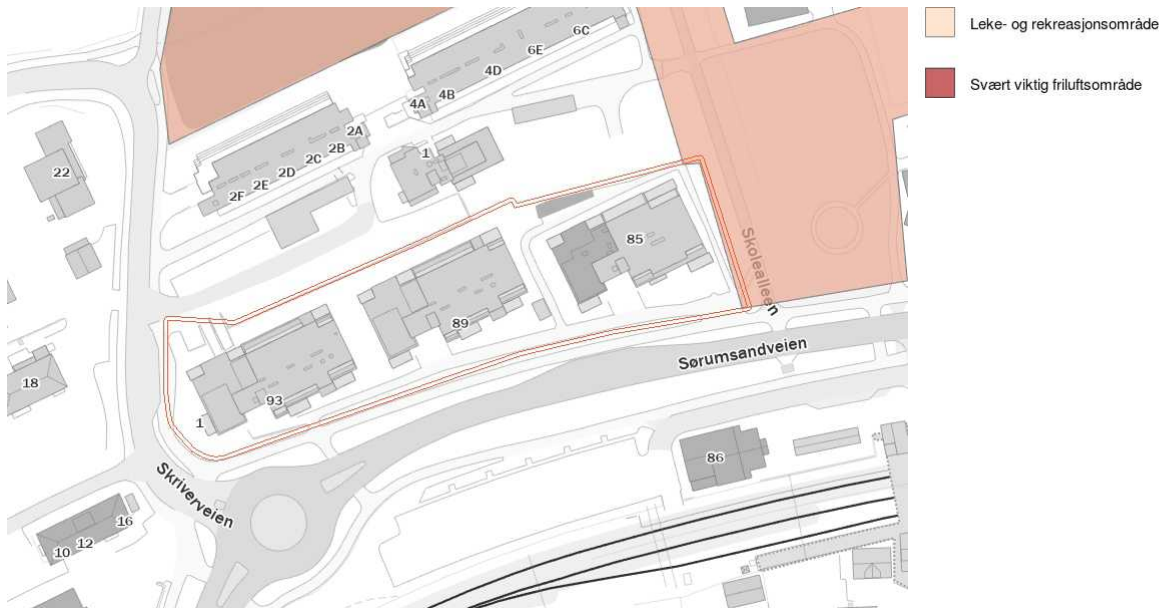 Leke- og rekreasjonsområde
Svært viktig friluftsområde
6C
6E
4D
4B
4A
2A
2B
2C
2D
2E
2F
1
22
85
Skolealleen
89
Sørumsandveien
18
93
1
86
Skriverveien
16
12
10